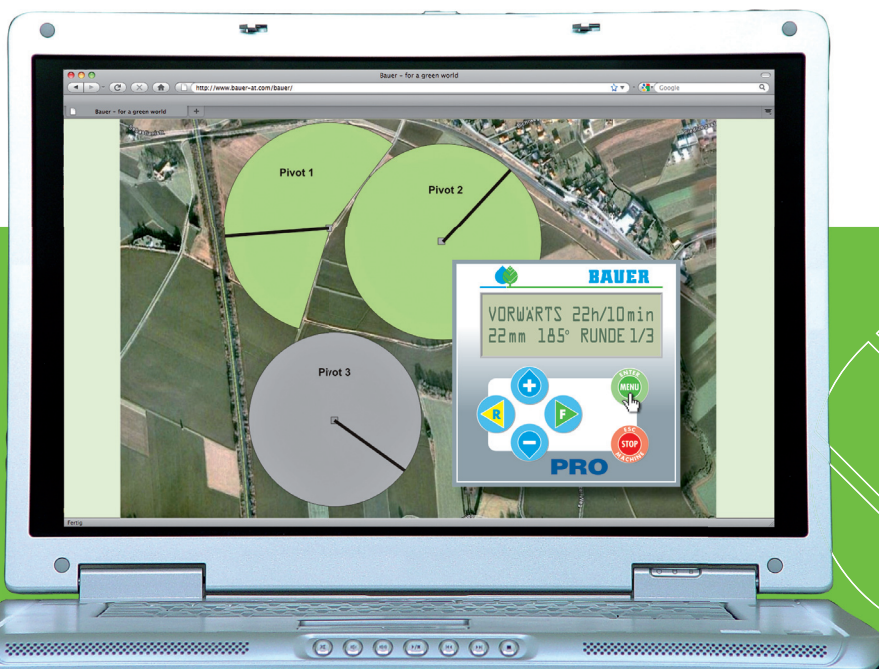 Bauer – for a green world
http://www.bauer-at.com/bauer/
Google
Bauer – for a green world
Pivot 1
Pivot 2
Pivot 3
BAUER
VORWÄRTS 22h/10min
22mm 185° RUNDE 1/3
+
ENTER
MENU
R
F
ESC
STOP
MACHINE
−
PRO
Fertig